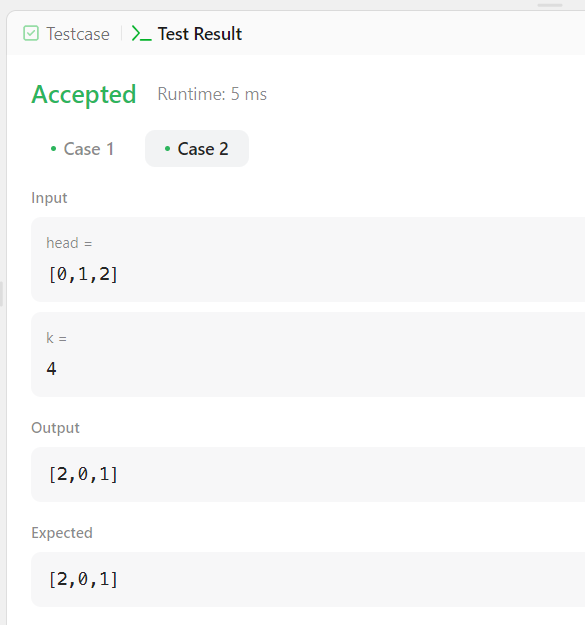 Testcase >_ Test Result
Accepted Runtime: 5 ms
• Case 1 • Case 2
Input
head =
[0,1,2]
k =
4
Output
[2,0,1]
Expected
[2,0,1]